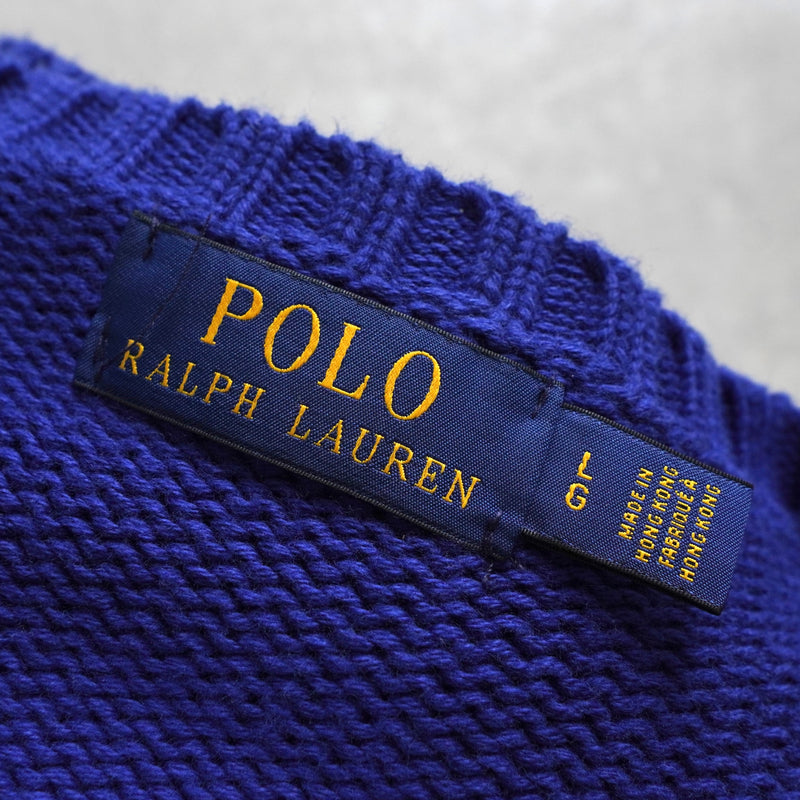 POLO
RALPH LAUREN
L
G
MADE IN
HONG KONG
FABRIQUÉ À
HONG KONG